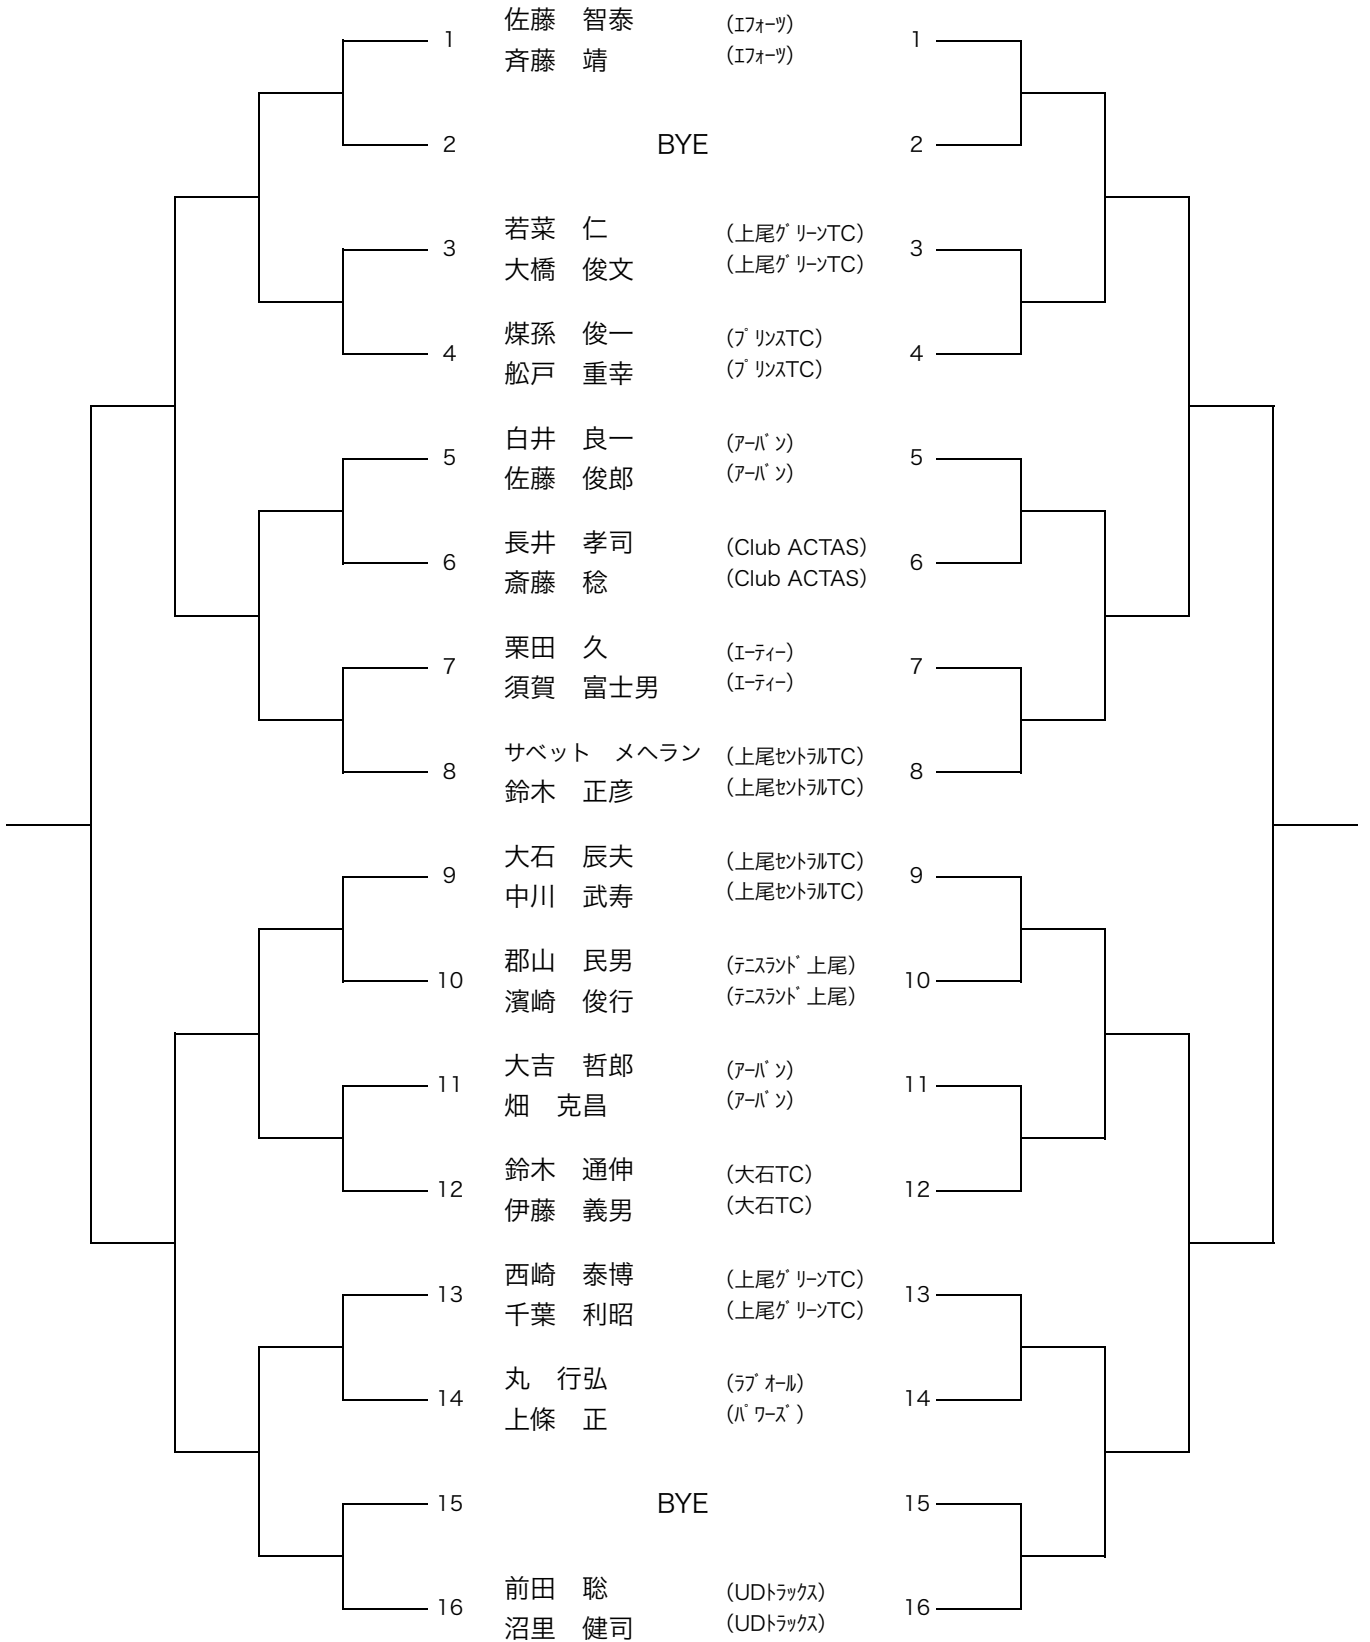 1 佐藤　智泰 (ｴﾌｫｰﾂ) 1
斉藤　靖 (ｴﾌｫｰﾂ)
2 BYE 2
若菜　仁 (上尾ｸﾞﾘｰﾝTC)
3 大橋　俊文 (上尾ｸﾞﾘｰﾝTC) 3
煤孫　俊一 (ﾌﾟﾘﾝｽTC)
4 舩戸　重幸 (ﾌﾟﾘﾝｽTC) 4
白井　良一 (ｱｰﾊﾞﾝ)
5 佐藤　俊郎 (ｱｰﾊﾞﾝ) 5
長井　孝司 (Club ACTAS)
6 斎藤　稔 (Club ACTAS) 6
栗田　久 (ｴｰﾃｨｰ)
7 須賀　富士男 (ｴｰﾃｨｰ) 7
サベット　メヘラン (上尾ｾﾝﾄﾗﾙTC)
8 鈴木　正彦 (上尾ｾﾝﾄﾗﾙTC) 8
大石　辰夫 (上尾ｾﾝﾄﾗﾙTC)
9 中川　武寿 (上尾ｾﾝﾄﾗﾙTC) 9
郡山　民男 (ﾃﾆｽﾗﾝﾄﾞ上尾)
10 濱崎　俊行 (ﾃﾆｽﾗﾝﾄﾞ上尾) 10
大吉　哲郎 (ｱｰﾊﾞﾝ)
11 畑　克昌 (ｱｰﾊﾞﾝ) 11
鈴木　通伸 (大石TC)
12 伊藤　義男 (大石TC) 12
西崎　泰博 (上尾ｸﾞﾘｰﾝTC)
13 千葉　利昭 (上尾ｸﾞﾘｰﾝTC) 13
丸　行弘 (ﾗﾌﾞｵｰﾙ)
14 上條　正 (ﾊﾟﾜｰｽﾞ) 14
15 BYE 15
前田　聡 (UDﾄﾗｯｸｽ)
16 沼里　健司 (UDﾄﾗｯｸｽ) 16